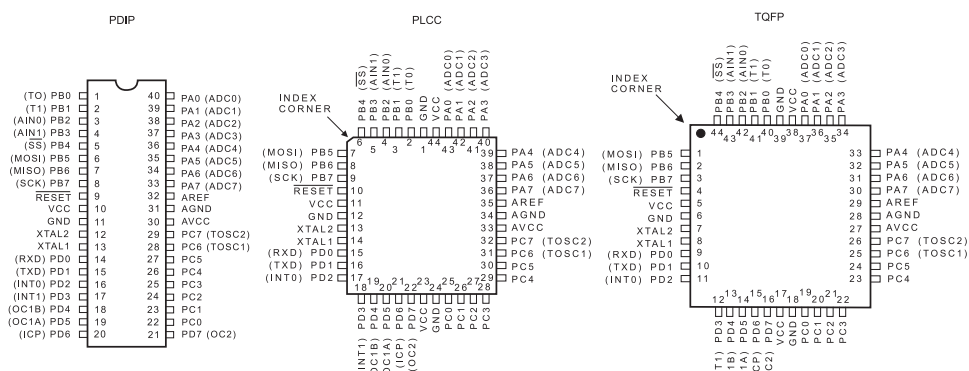 PDIP
(TO) PB0 1
(T1) PB1 2
(AIN0) PB2 3
(AIN1) PB3 4
(SS) PB4 5
(MOSI) PB5 6
(MISO) PB6 7
(SCK) PB7 8
RESET 9
VCC 10
GND 11
XTAL2 12
XTAL1 13
(RXD) PD0 14
(TXD) PD1 15
(INT0) PD2 16
(INT1) PD3 17
(OC1B) PD4 18
(OC1A) PD5 19
(ICP) PD6 20
40 PA0 (ADC0)
39 PA1 (ADC1)
38 PA2 (ADC2)
37 PA3 (ADC3)
36 PA4 (ADC4)
35 PA5 (ADC5)
34 PA6 (ADC6)
33 PA7 (ADC7)
32 AREF
31 AGND
30 AVCC
29 PC7 (TOSC2)
28 PC6 (TOSC1)
27 PC5
26 PC4
25 PC3
24 PC2
23 PC1
22 PC0
21 PD7 (OC2)
PLCC
INDEX
CORNER
PB4 (SS)
PB3 (AIN1)
PB2 (AIN0)
PB1 (T1)
PB0 (T0)
GND
VCC
PA0 (ADC0)
PA1 (ADC1)
PA2 (ADC2)
PA3 (ADC3)
6 5 4 3 2 1 44 43 42 41 40
(MOSI) PB5 7
(MISO) PB6 8
(SCK) PB7 9
RESET 10
VCC 11
GND 12
XTAL2 13
XTAL1 14
(RXD) PD0 15
(TXD) PD1 16
(INT0) PD2 17
39 PA4 (ADC4)
38 PA5 (ADC5)
37 PA6 (ADC6)
36 PA7 (ADC7)
35 AREF
34 AGND
33 AVCC
32 PC7 (TOSC2)
31 PC6 (TOSC1)
30 PC5
29 PC4
18 19 20 21 22 23 24 25 26 27 28
INT1) PD3
OC1B) PD4
OC1A) PD5
(ICP) PD6
(OC2) PD7
VCC
GND
PC0
PC1
PC2
PC3
TQFP
INDEX CORNER
PB4 (SS)
PB3 (AIN1)
PB2 (AIN0)
PB1 (T1)
PB0 (T0)
GND
VCC
PA0 (ADC0)
PA1 (ADC1)
PA2 (ADC2)
PA3 (ADC3)
44 43 42 41 40 39 38 37 36 35 34
(MOSI) PB5 1
(MISO) PB6 2
(SCK) PB7 3
RESET 4
VCC 5
GND 6
XTAL2 7
XTAL1 8
(RXD) PD0 9
(TXD) PD1 10
(INT0) PD2 11
33 PA4 (ADC4)
32 PA5 (ADC5)
31 PA6 (ADC6)
30 PA7 (ADC7)
29 AREF
28 AGND
27 AVCC
26 PC7 (TOSC2)
25 PC6 (TOSC1)
24 PC5
23 PC4
12 13 14 15 16 17 18 19 20 21 22
T1) PD3
1B) PD4
1A) PD5
CP) PD6
C2) PD7
VCC
GND
PC0
PC1
PC2
PC3